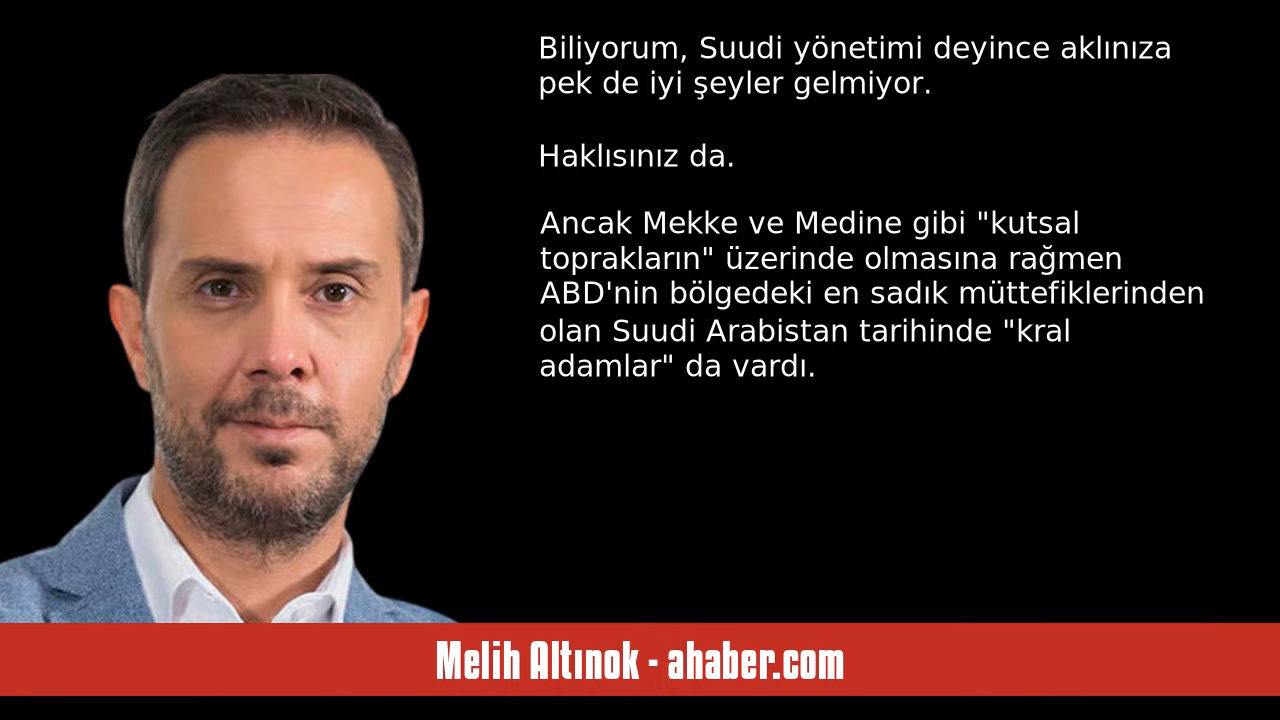 Biliyorum, Suudi yönetimi deyince aklınıza
pek de iyi şeyler gelmiyor.
Haklısınız da.
Ancak Mekke ve Medine gibi "kutsal
toprakların" üzerinde olmasına rağmen
ABD'nin bölgedeki en sadık müttefiklerinden
olan Suudi Arabistan tarihinde "kral
adamlar" da vardı.
Melih Altınok - ahaber.com